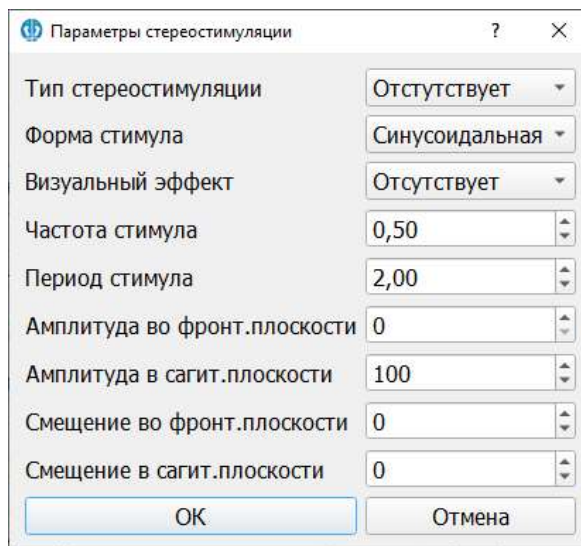 Параметры стереостимуляции ? ×
Тип стереостимуляции Отстутствует
Форма стимула Синусоидальная
Визуальный эффект Отсутствует
Частота стимула 0,50
Период стимула 2,00
Амплитуда во фронт.плоскости 0
Амплитуда в сагит.плоскости 100
Смещение во фронт.плоскости 0
Смещение в сагит.плоскости 0
OK Отмена